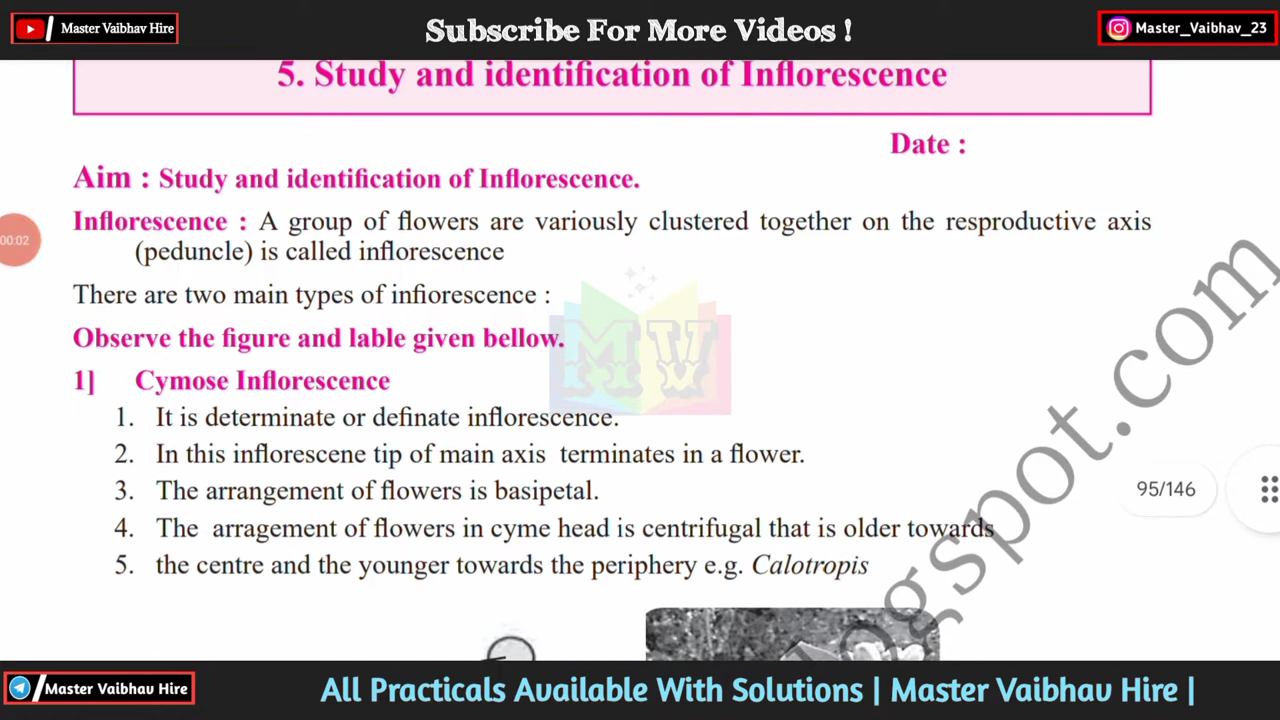 Master Vaibhav Hire
Subscribe For More Videos !
Master_Vaibhav_23
5. Study and identification of Inflorescence
Date :
Aim : Study and identification of Inflorescence.
00:02
Inflorescence : A group of flowers are variously clustered together on the resproductive axis
(peduncle) is called inflorescence
There are two main types of infiorescence :
Observe the figure and lable given bellow.
MV
1] Cymose Inflorescence
1. It is determinate or definate inflorescence.
2. In this inflorescene tip of main axis terminates in a flower.
3. The arrangement of flowers is basipetal.
95/146
4. The arragement of flowers in cyme head is centrifugal that is older towards
5. the centre and the younger towards the periphery e.g. Calotropis
ogspot.com
Master Vaibhav Hire
All Practicals Available With Solutions | Master Vaibhav Hire |